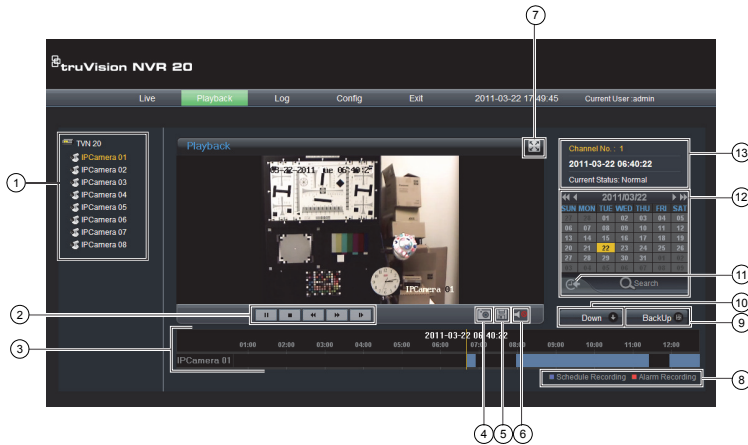 7
truVision NVR 20
Live Playback Log Config Exit 2011-03-22 17:49:45 Current User :admin
TVN 20
IPCamera 01
IPCamera 02
IPCamera 03
IPCamera 04
IPCamera 05
IPCamera 06
IPCamera 07
IPCamera 08
1
Playback
03-22-2011 Tue 06:40:2
IPCamera 01
Channel No. : 1
2011-03-22 06:40:22
Current Status: Normal
13
2011/03/22
12
SUN MON TUE WED THU FRI SAT
01 02 03 04 05
06 07 08 09 10 11 12
13 14 15 16 17 18 19
20 21 22 23 24 25 26
27 28 29 30 31
Search
11
10
Down
BackUp
9
2
3
2011-03-22 06:40:22
01:00 02:00 03:00 04:00 05:00 06:00 07:00 08:00 09:00 10:00 11:00 12:00
IPCamera 01
Schedule Recording Alarm Recording
8
4
5
6